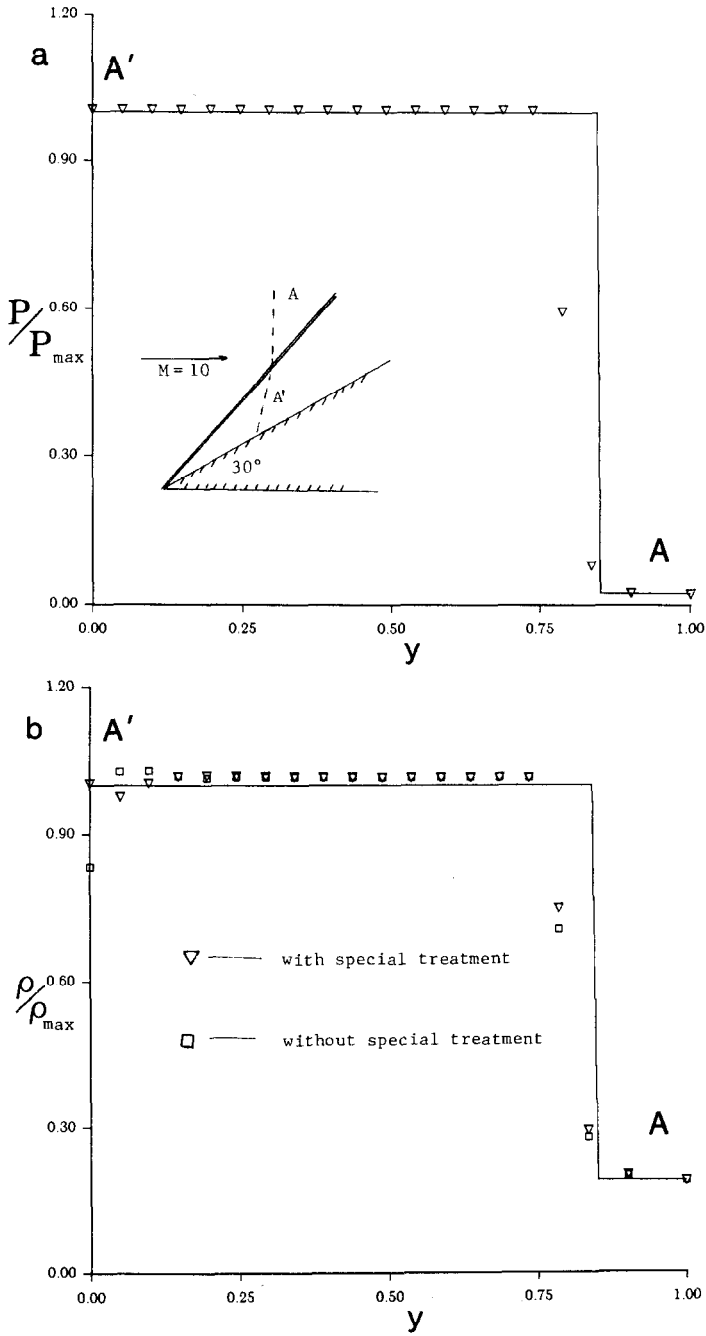 a
1.20
A′
0.90
P/Pmax
0.60
A
M = 10
A′
0.30
30°
A
0.00
0.00 0.25 0.50 0.75 1.00
y
b
1.20
A′
0.90
with special treatment
ρ/ρmax
0.60
without special treatment
0.30
A
0.00
0.00 0.25 0.50 0.75 1.00
y